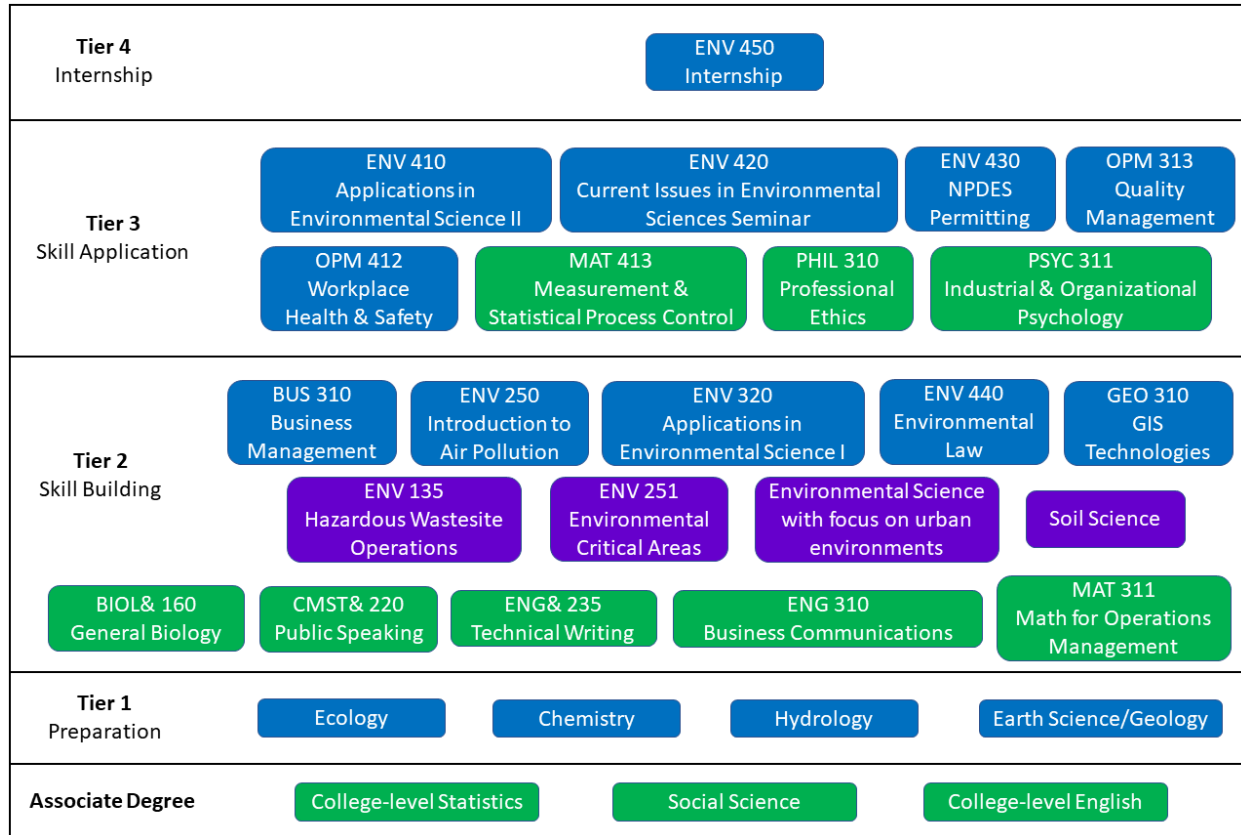 Tier 4
Internship
ENV 450
Internship
Tier 3
Skill Application
ENV 410
Applications in
Environmental Science II
ENV 420
Current Issues in Environmental
Sciences Seminar
ENV 430
NPDES
Permitting
OPM 313
Quality
Management
OPM 412
Workplace
Health & Safety
MAT 413
Measurement &
Statistical Process Control
PHIL 310
Professional
Ethics
PSYC 311
Industrial & Organizational
Psychology
Tier 2
Skill Building
BUS 310
Business
Management
ENV 250
Introduction to
Air Pollution
ENV 320
Applications in
Environmental Science I
ENV 440
Environmental
Law
GEO 310
GIS
Technologies
ENV 135
Hazardous Wastesite
Operations
ENV 251
Environmental
Critical Areas
Environmental Science
with focus on urban
environments
Soil Science
BIOL& 160
General Biology
CMST& 220
Public Speaking
ENG& 235
Technical Writing
ENG 310
Business Communications
MAT 311
Math for Operations
Management
Tier 1
Preparation
Ecology
Chemistry
Hydrology
Earth Science/Geology
Associate Degree
College-level Statistics
Social Science
College-level English